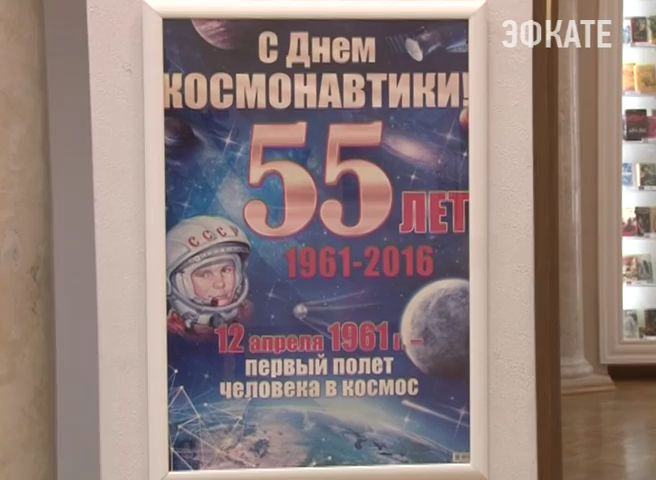 ЭФКАТЕ
С Днем
КОСМОНАВТИКИ!
55
ЛЕТ
1961-2016
СССР
12 апреля 1961 г. –
первый полет
человека в космос